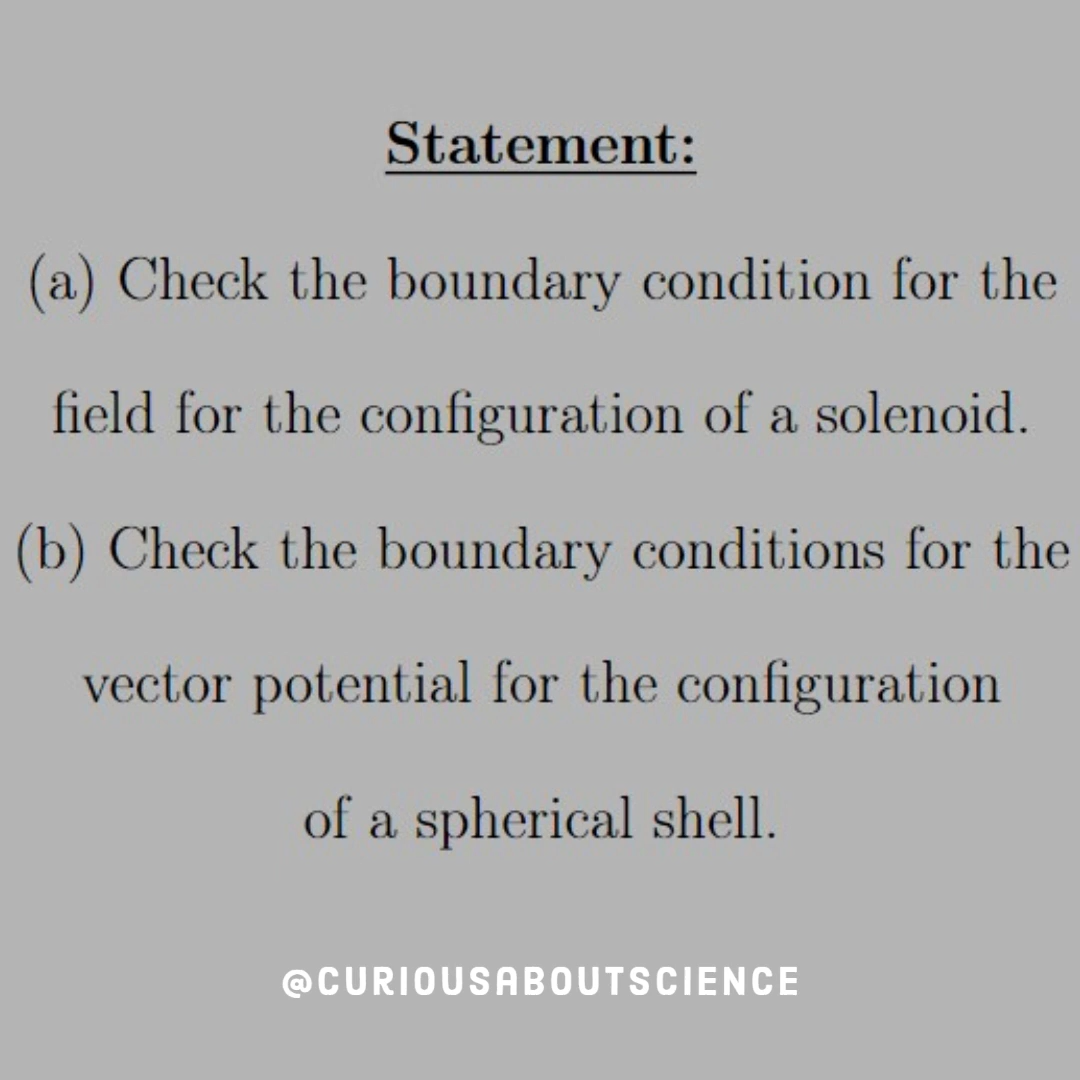 Statement:
(a) Check the boundary condition for the
field for the configuration of a solenoid.
(b) Check the boundary conditions for the
vector potential for the configuration
of a spherical shell.
@CURIOUSABOUTSCIENCE